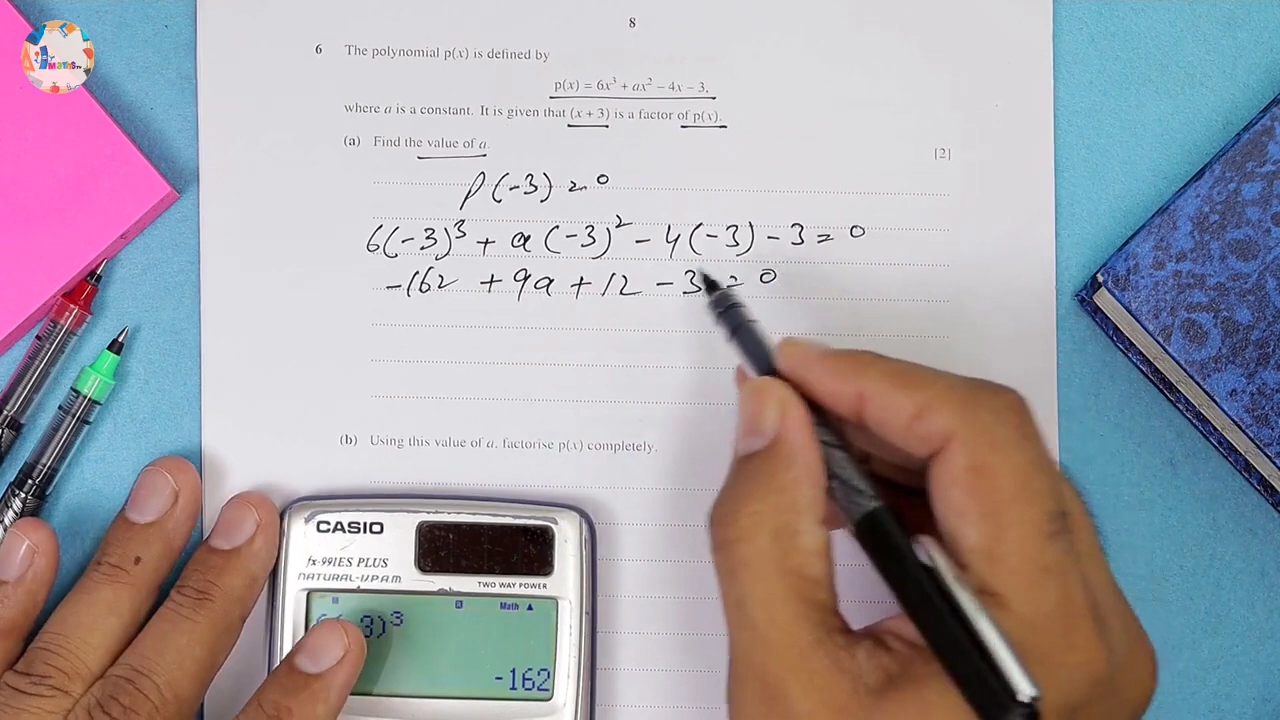 8
6 The polynomial p(x) is defined by
p(x) = 6x³ + ax² − 4x − 3,
where a is a constant. It is given that (x + 3) is a factor of p(x).
(a) Find the value of a.
[2]
p(-3) = 0
6(-3)³ + a(-3)² - 4(-3) - 3 = 0
-162 + 9a + 12 - 3 = 0
(b) Using this value of a, factorise p(x) completely.
CASIO
fx-991ES PLUS
NATURAL-V.P.A.M.
TWO WAY POWER
Math ▲
3)³
-162
MATHS